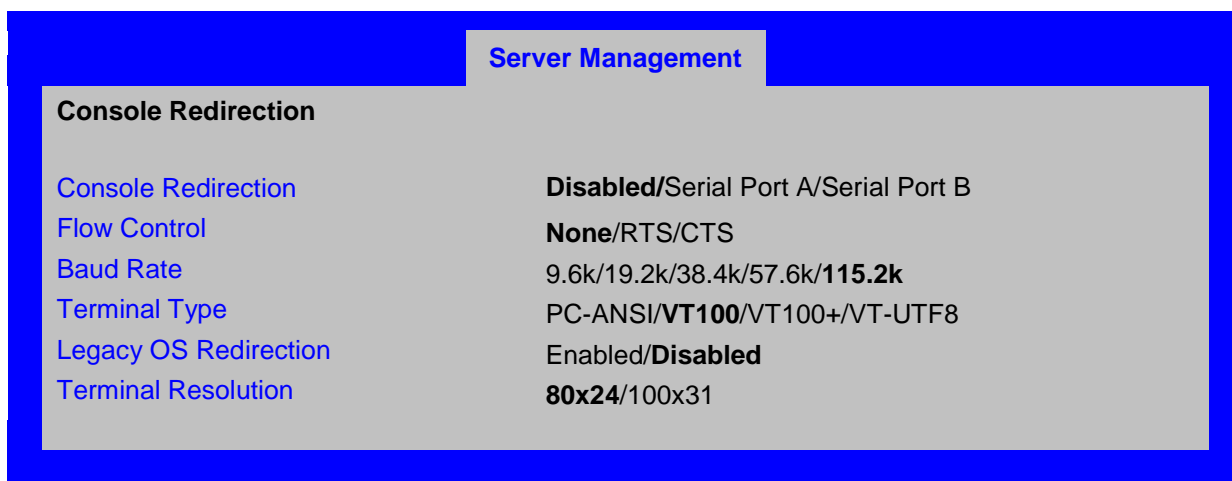 Server Management
Console Redirection
Console Redirection Disabled/Serial Port A/Serial Port B
Flow Control None/RTS/CTS
Baud Rate 9.6k/19.2k/38.4k/57.6k/115.2k
Terminal Type PC-ANSI/VT100/VT100+/VT-UTF8
Legacy OS Redirection Enabled/Disabled
Terminal Resolution 80x24/100x31